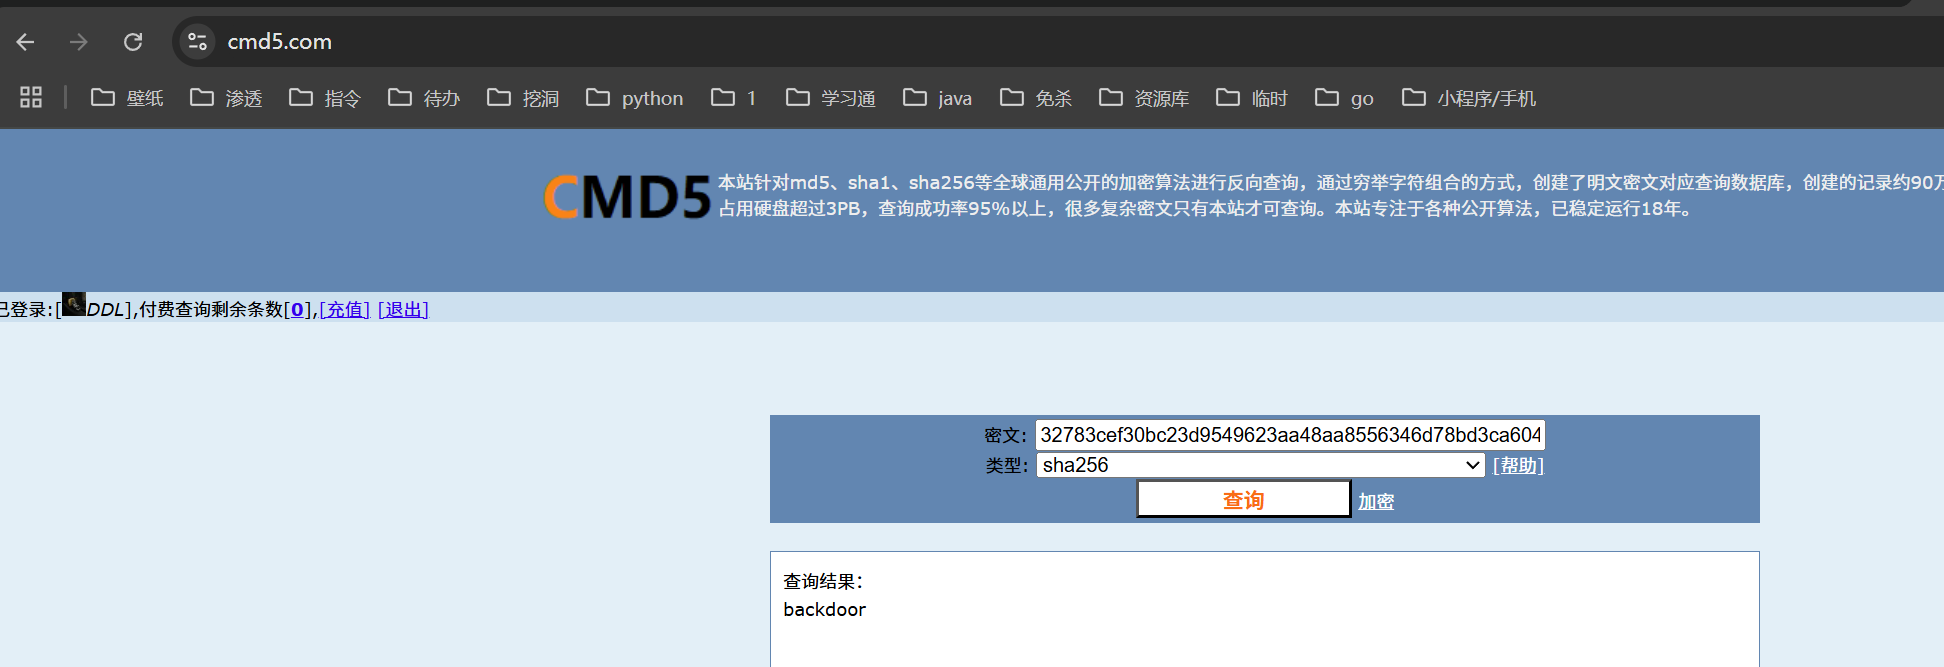 cmd5.com
壁纸 渗透 指令 待办 挖洞 python 1 学习通 java 免杀 资源库 临时 go 小程序/手机
CMD5
本站针对md5、sha1、sha256等全球通用公开的加密算法进行反向查询，通过穷举字符组合的方式，创建了明文密文对应查询数据库，创建的记录约90万
占用硬盘超过3PB，查询成功率95%以上，很多复杂密文只有本站才可查询。本站专注于各种公开算法，已稳定运行18年。
已登录:[DDL],付费查询剩余条数[0],[充值] [退出]
密文: 32783cef30bc23d9549623aa48aa8556346d78bd3ca604
类型: sha256 [帮助]
查询 加密
查询结果:
backdoor